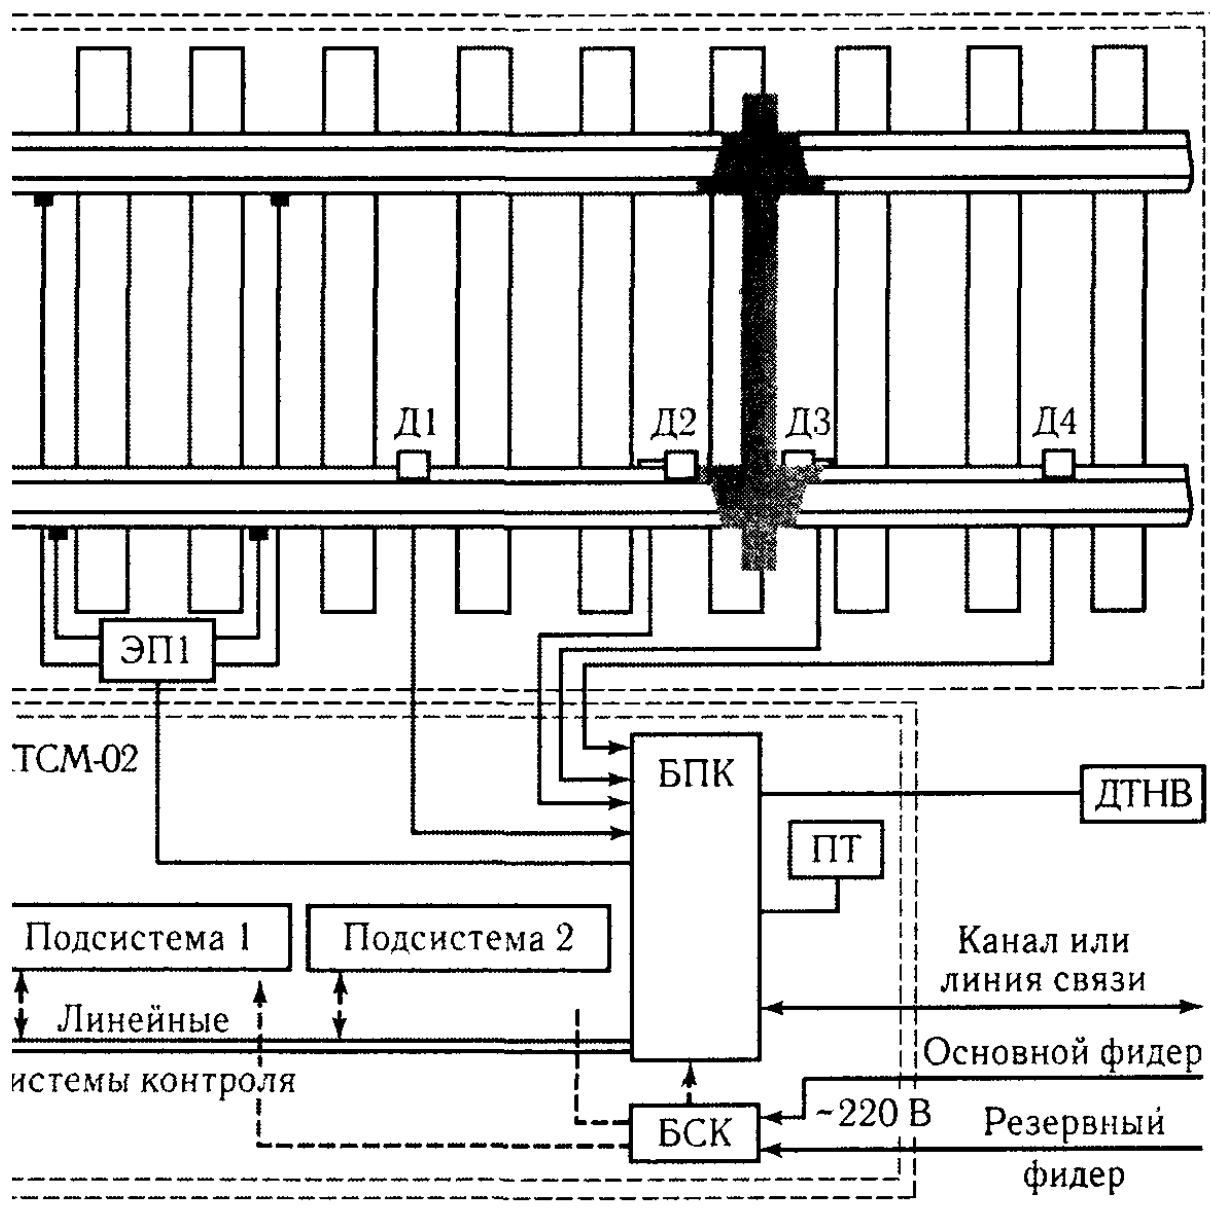 Д1
Д2
Д3
Д4
ЭП1
ТСМ-02
БПК
ДТНВ
ПТ
Подсистема 1
Подсистема 2
Канал или
линия связи
Линейные
истемы контроля
Основной фидер
~220 В
БСК
Резервный
фидер